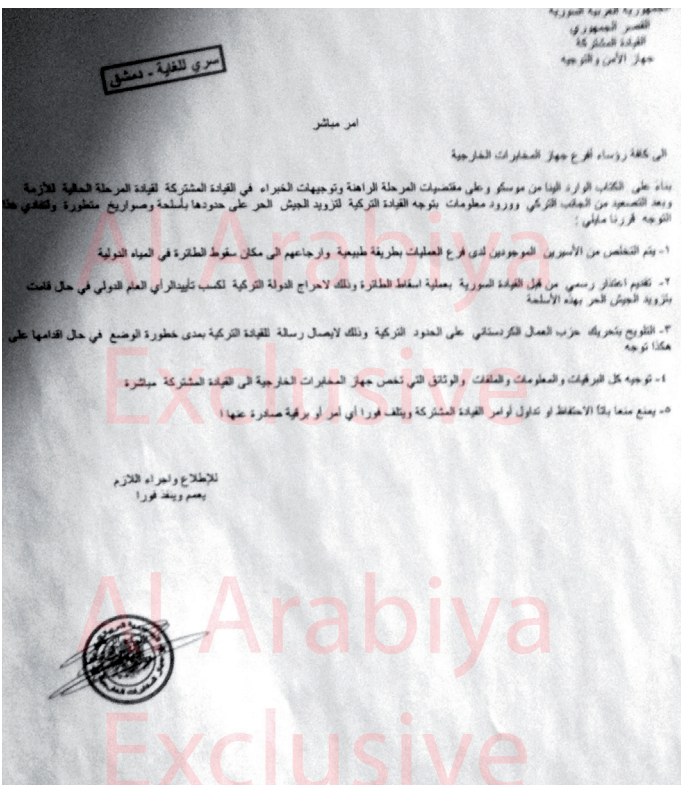 الجمهورية العربية السورية
القصر الجمهوري
القيادة المشتركة
جهاز الأمن والتوجيه
سري للغاية - دمشق
امر مباشر
الى كافة رؤساء أفرع جهاز المخابرات الخارجية
بناءً على الكتاب الوارد الينا من موسكو وعلى مقتضيات المرحلة الراهنة وتوجيهات الخبراء في القيادة المشتركة لقيادة المرحلة الحالية للأزمة
وبعد التصعيد من الجانب التركي وورود معلومات بتوجه القيادة التركية لتزويد الجيش الحر على حدودها بأسلحة وصواريخ متطورة ولتفادي هذا
التوجه قررنا مايلي :
١- يتم التخلص من الأسيرين الموجودين لدى فرع العمليات بطريقة طبيعية وارجاعهم الى مكان سقوط الطائرة في المياه الدولية
٢- تقديم اعتذار رسمي من قبل القيادة السورية بعملية اسقاط الطائرة وذلك لاحراج الدولة التركية لكسب تأييدالرأي العام الدولي في حال قامت
بتزويد الجيش الحر بهذه الأسلحة
٣- التلويح بتحريك حزب العمال الكردستاني على الحدود التركية وذلك لايصال رسالة للقيادة التركية بمدى خطورة الوضع في حال اقدامها على
هكذا توجه
٤- توجيه كل البرقيات والمعلومات والملفات والوثائق التي تخص جهاز المخابرات الخارجية الى القيادة المشتركة مباشرة
٥- يمنع منعا باتاً الاحتفاظ او تداول أوامر القيادة المشتركة ويتلف فورا أي أمر أو برقية صادرة عنها !
للإطلاع واجراء اللازم
يعمم وينفذ فورا
Al Arabiya
Exclusive
Al Arabiya
Exclusive